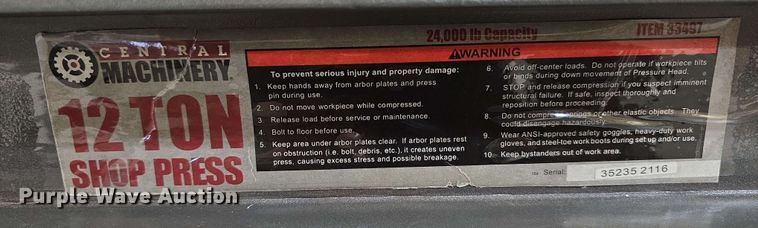 CENTRAL
MACHINERY
12 TON
SHOP PRESS
24,000 lb Capacity
ITEM 33497
WARNING
To prevent serious injury and property damage:
1. Keep hands away from arbor plates and press
pin during use.
2. Do not move workpiece while compressed.
3. Release load before service or maintenance.
4. Bolt to floor before use.
5. Keep area under arbor plates clear. If arbor plates rest
on obstruction (i.e. bolt, debris, etc.), it creates uneven
press, causing excess stress and possible breakage.
6. Avoid off-center loads. Do not operate if workpiece tilts
or bends during down movement of Pressure Head.
7. STOP and release compression if you suspect imminent
structural failure. If safe, inspect thoroughly and
reposition before proceeding.
8. Do not compress springs or other elastic objects. They
could disengage hazardously.
9. Wear ANSI-approved safety goggles, heavy-duty work
gloves, and steel-toe work boots during set up and/or use.
10. Keep bystanders out of work area.
Serial: 35235 2116
Purple Wave Auction